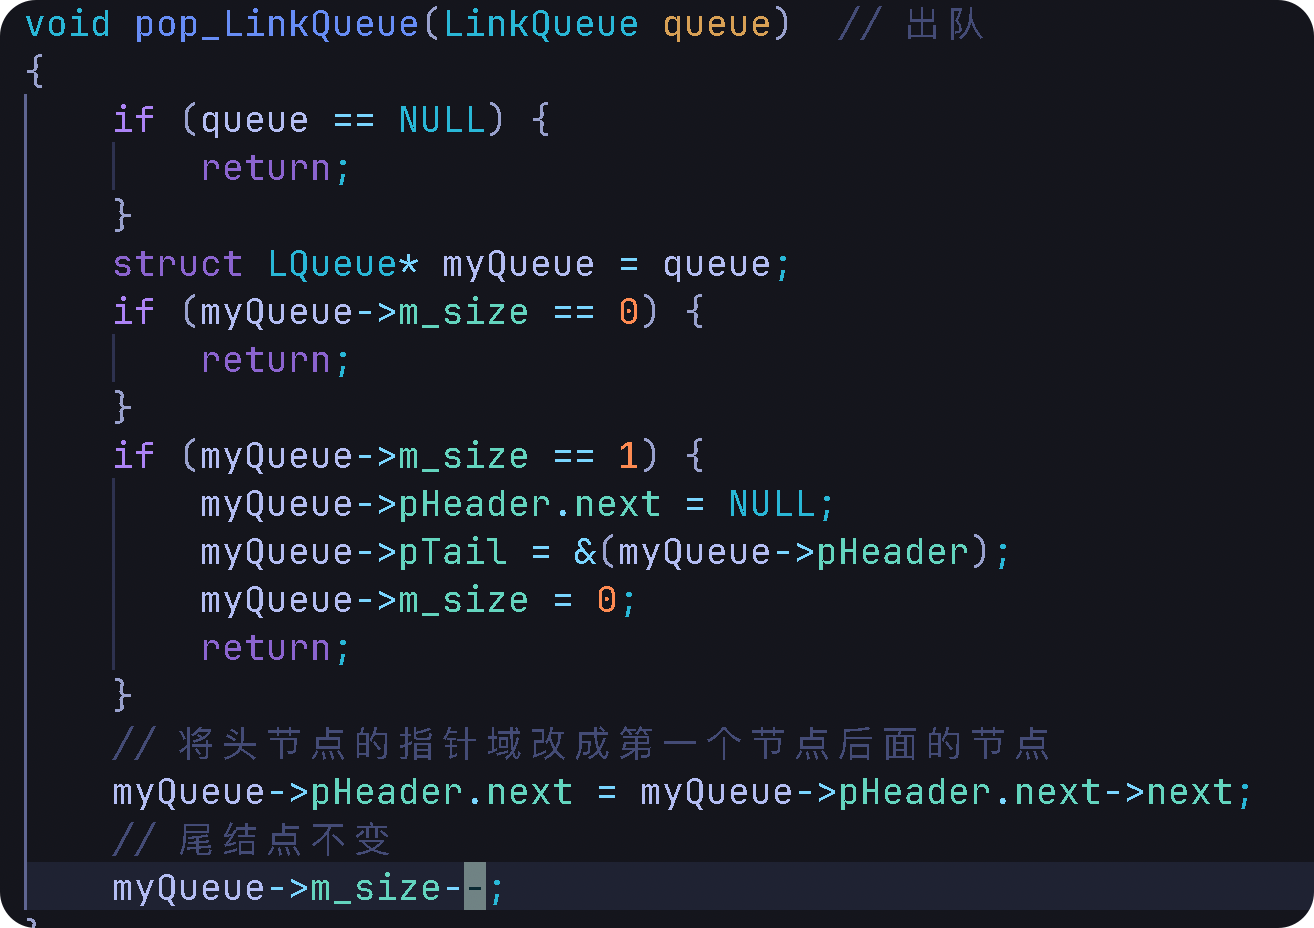 void pop_LinkQueue(LinkQueue queue)  // 出队
{
    if (queue == NULL) {
        return;
    }
    struct LQueue* myQueue = queue;
    if (myQueue->m_size == 0) {
        return;
    }
    if (myQueue->m_size == 1) {
        myQueue->pHeader.next = NULL;
        myQueue->pTail = &(myQueue->pHeader);
        myQueue->m_size = 0;
        return;
    }
    // 将头节点的指针域改成第一个节点后面的节点
    myQueue->pHeader.next = myQueue->pHeader.next->next;
    // 尾结点不变
    myQueue->m_size--;
}